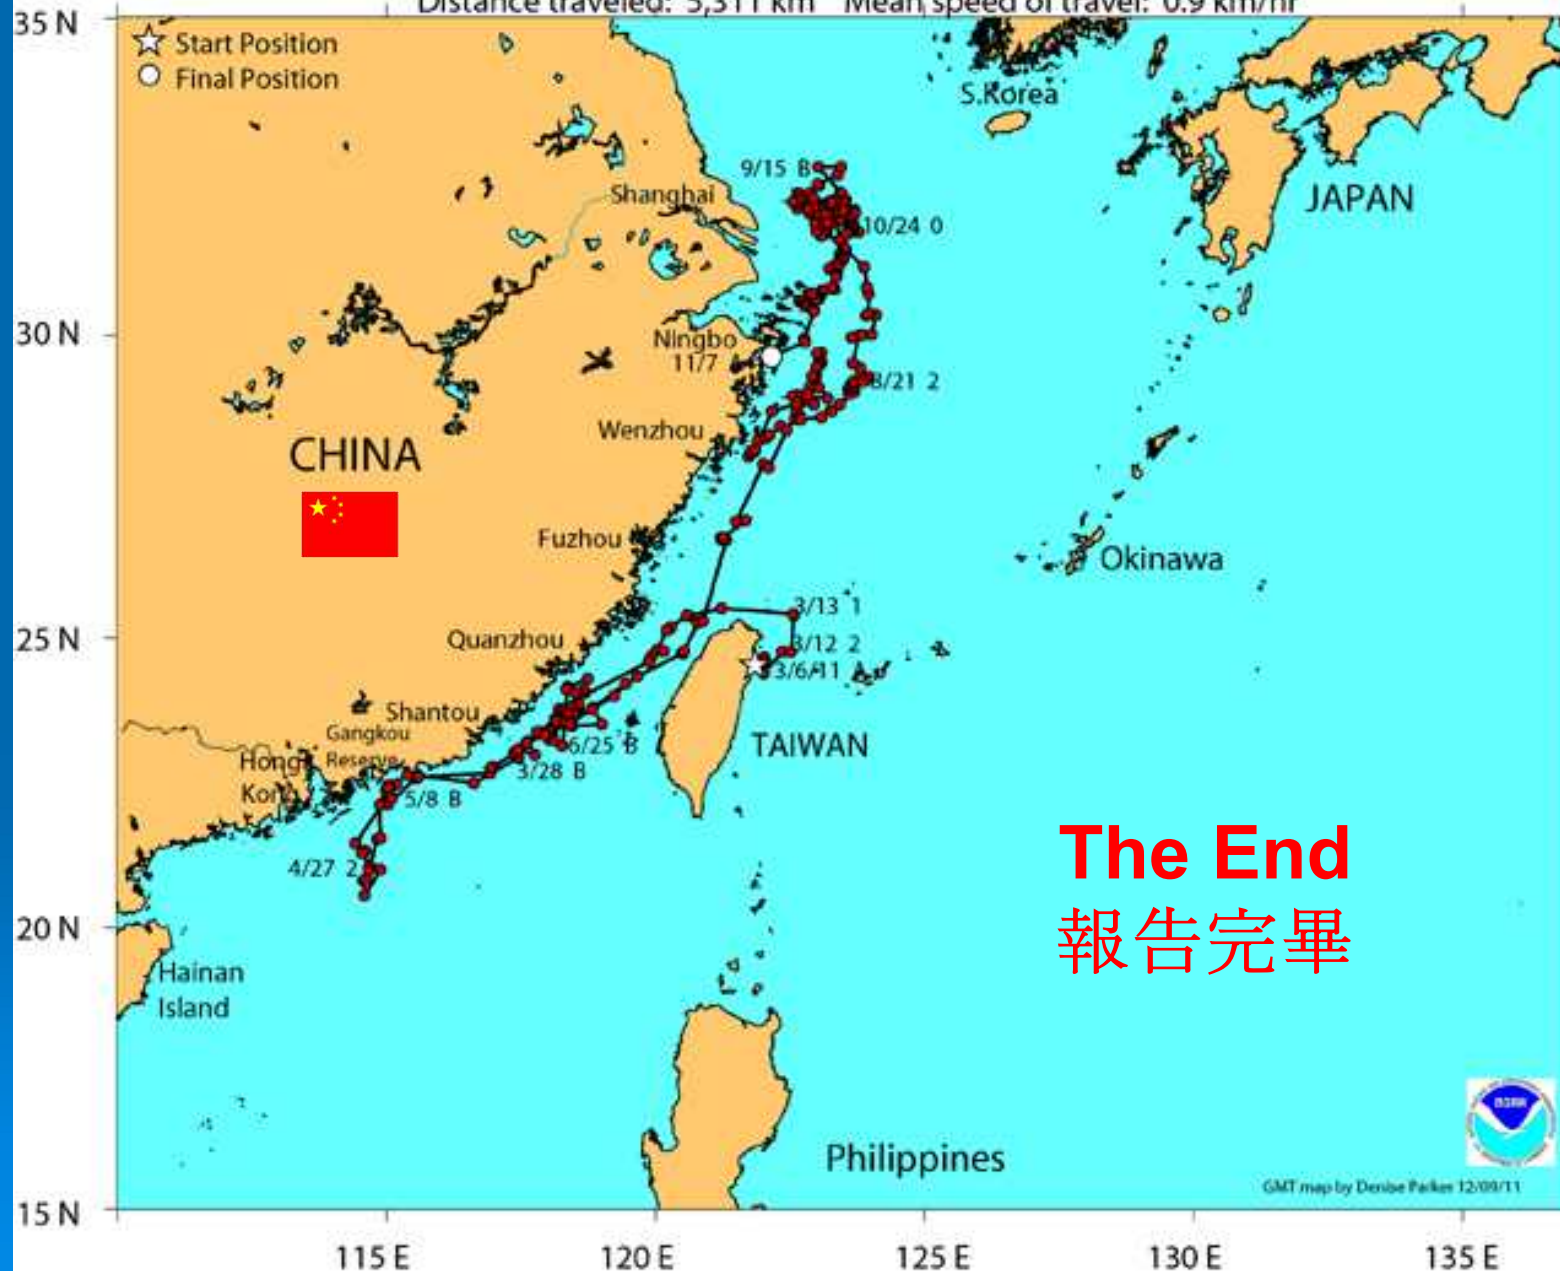 Distance traveled: 5,311 km Mean speed of travel: 0.9 km/hr
35 N
Start Position
Final Position
S.Korea
9/15 B
Shanghai
JAPAN
10/24 0
30 N
Ningbo
11/7
8/21 2
Wenzhou
CHINA
Fuzhou
Okinawa
3/13 1
25 N
Quanzhou
3/12 2
3/6/11 A
Shantou
Gangkou
Reserve
6/25 B
TAIWAN
Hong
Kong
3/28 B
5/8 B
The End
4/27 2
報告完畢
20 N
Hainan
Island
Philippines
NOAA
GMT map by Denise Parker 12/09/11
15 N
115 E
120 E
125 E
130 E
135 E